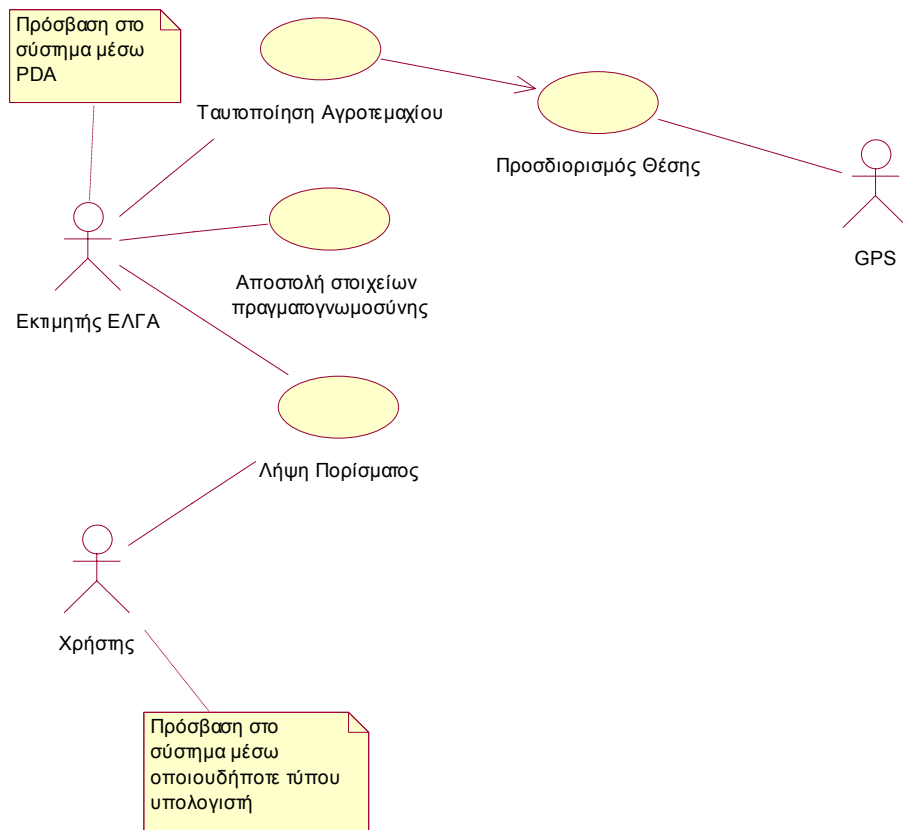 Πρόσβαση στο
σύστημα μέσω
PDA
Ταυτοποίηση Αγροτεμαχίου
Προσδιορισμός Θέσης
GPS
Αποστολή στοιχείων
πραγματογνωμοσύνης
Εκτιμητής ΕΛΓΑ
Λήψη Πορίσματος
Χρήστης
Πρόσβαση στο
σύστημα μέσω
οποιουδήποτε τύπου
υπολογιστή